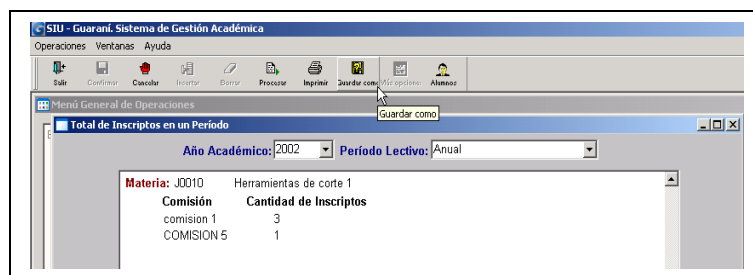 SIU - Guaraní. Sistema de Gestión Académica
Operaciones Ventanas Ayuda
Salir Confirmar Cancelar Insertar Borrar Procesar Imprimir Guardar como Más opciones Alumnos
Menú General de Operaciones
Guardar como
Total de Inscriptos en un Período
Año Académico: 2002 Período Lectivo: Anual
Materia: J0010 Herramientas de corte 1
Comisión Cantidad de Inscriptos
comision 1 3
COMISION 5 1